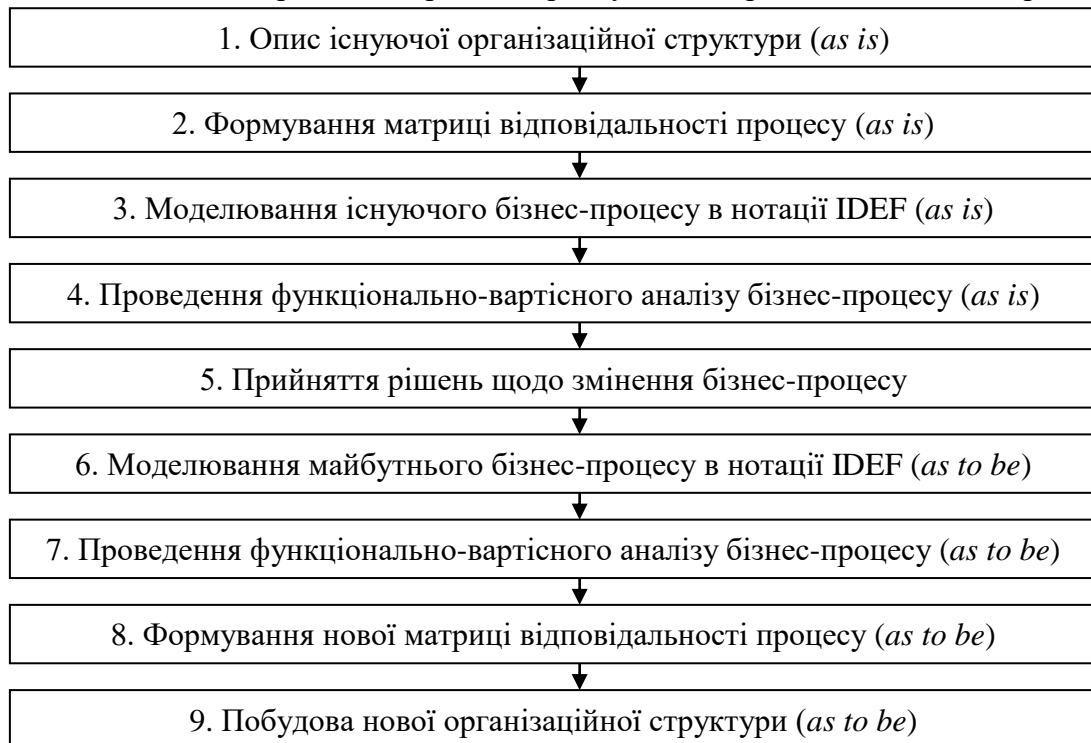 1. Опис існуючої організаційної структури (as is)
2. Формування матриці відповідальності процесу (as is)
3. Моделювання існуючого бізнес-процесу в нотації IDEF (as is)
4. Проведення функціонально-вартісного аналізу бізнес-процесу (as is)
5. Прийняття рішень щодо змінення бізнес-процесу
6. Моделювання майбутнього бізнес-процесу в нотації IDEF (as to be)
7. Проведення функціонально-вартісного аналізу бізнес-процесу (as to be)
8. Формування нової матриці відповідальності процесу (as to be)
9. Побудова нової організаційної структури (as to be)